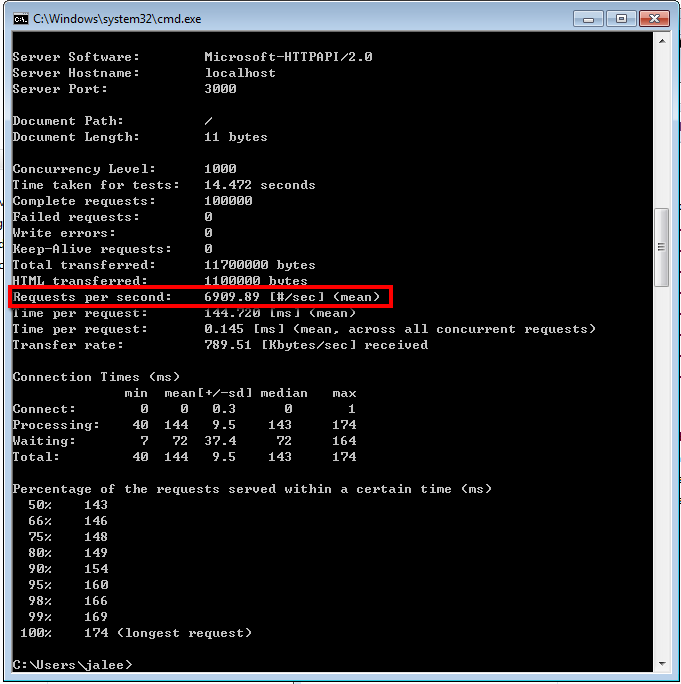 C:\Windows\system32\cmd.exe
Server Software:        Microsoft-HTTPAPI/2.0
Server Hostname:        localhost
Server Port:            3000
Document Path:          /
Document Length:        11 bytes
Concurrency Level:      1000
Time taken for tests:   14.472 seconds
Complete requests:      100000
Failed requests:        0
Write errors:           0
Keep-Alive requests:    0
Total transferred:      11700000 bytes
HTML transferred:       1100000 bytes
Requests per second:    6909.89 [#/sec] (mean)
Time per request:       144.720 [ms] (mean)
Time per request:       0.145 [ms] (mean, across all concurrent requests)
Transfer rate:          789.51 [Kbytes/sec] received
Connection Times (ms)
              min  mean[+/-sd] median   max
Connect:        0    0   0.3      0       1
Processing:    40  144   9.5    143     174
Waiting:        7   72  37.4     72     164
Total:         40  144   9.5    143     174
Percentage of the requests served within a certain time (ms)
  50%    143
  66%    146
  75%    148
  80%    149
  90%    154
  95%    160
  98%    166
  99%    169
 100%    174 (longest request)
C:\Users\jalee>